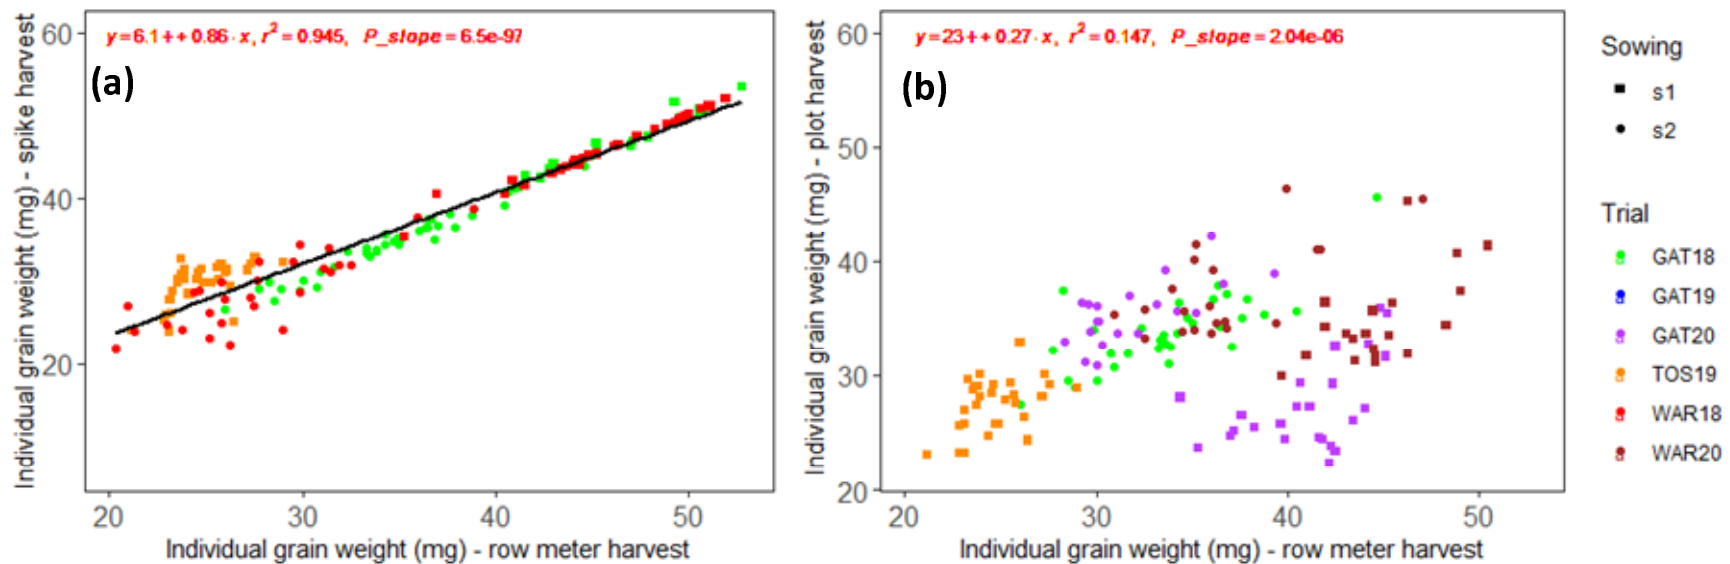 y = 6.1 + + 0.86 · x, r² = 0.945, P_slope = 6.5e-97
(a)
Individual grain weight (mg) - spike harvest
60
40
20
20 30 40 50
Individual grain weight (mg) - row meter harvest
y = 23 + + 0.27 · x, r² = 0.147, P_slope = 2.04e-06
(b)
Individual grain weight (mg) - plot harvest
60
50
40
30
20
20 30 40 50
Individual grain weight (mg) - row meter harvest
Sowing
s1
s2
Trial
GAT18
GAT19
GAT20
TOS19
WAR18
WAR20